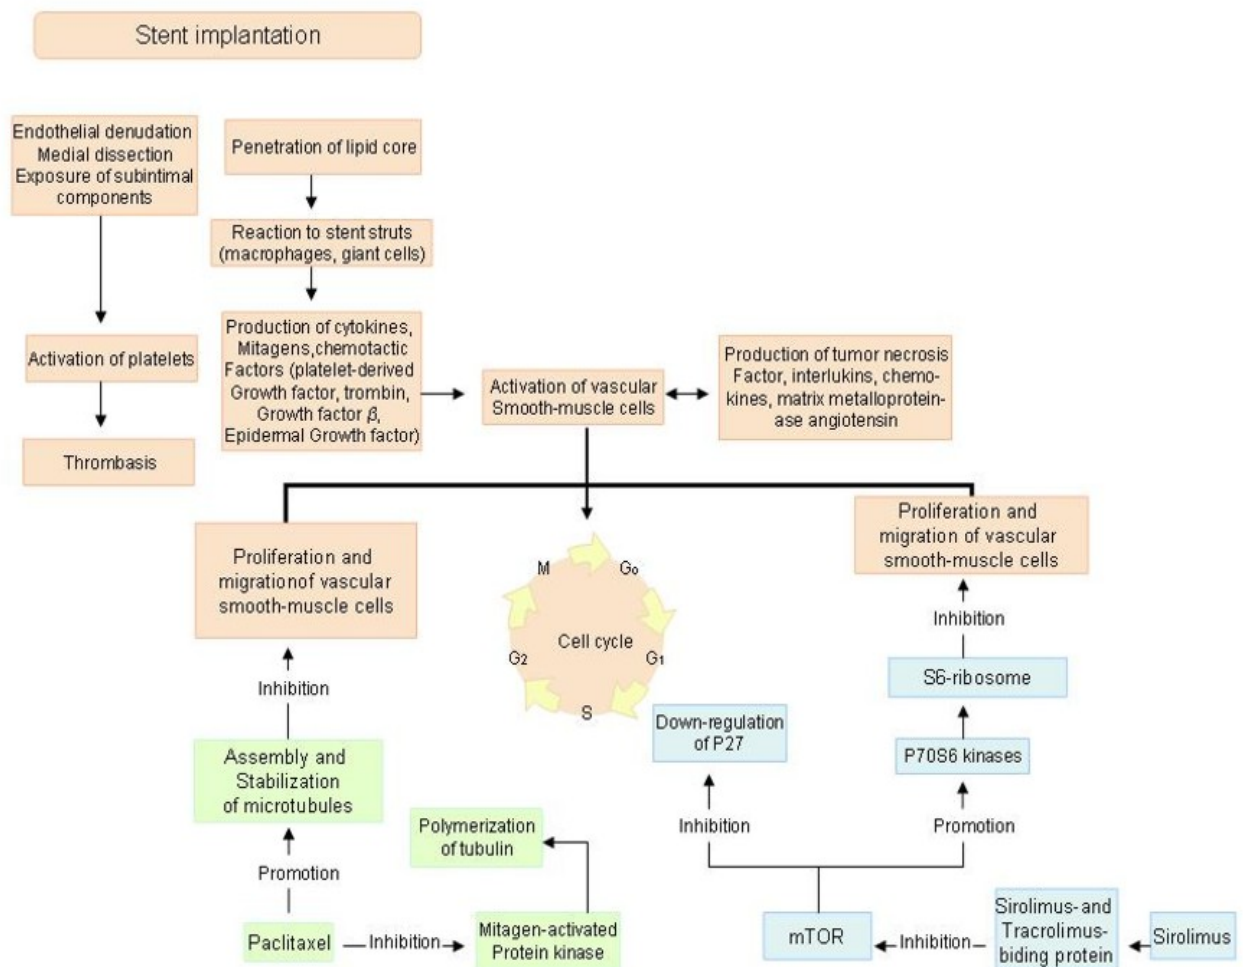 Stent implantation
Endothelial denudation
Medial dissection
Exposure of subintimal
components
Penetration of lipid core
Reaction to stent struts
(macrophages, giant cells)
Production of cytokines,
Mitagens,chemotactic
Factors (platelet-derived
Growth factor, trombin,
Growth factor β,
Epidermal Growth factor)
Activation of platelets
Thrombasis
Activation of vascular
Smooth-muscle cells
Production of tumor necrosis
Factor, interlukins, chemo-
kines, matrix metalloprotein-
ase angiotensin
Proliferation and
migrationof vascular
smooth-muscle cells
Inhibition
Assembly and
Stabilization
of microtubules
Promotion
Paclitaxel
Inhibition
Mitagen-activated
Protein kinase
Polymerization
of tubulin
M
G₀
G₁
S
G₂
Cell cycle
Proliferation and
migration of vascular
smooth-muscle cells
Inhibition
S6-ribosome
P70S6 kinases
Promotion
Down-regulation
of P27
Inhibition
mTOR
Inhibition
Sirolimus- and
Tracrolimus-
biding protein
Sirolimus